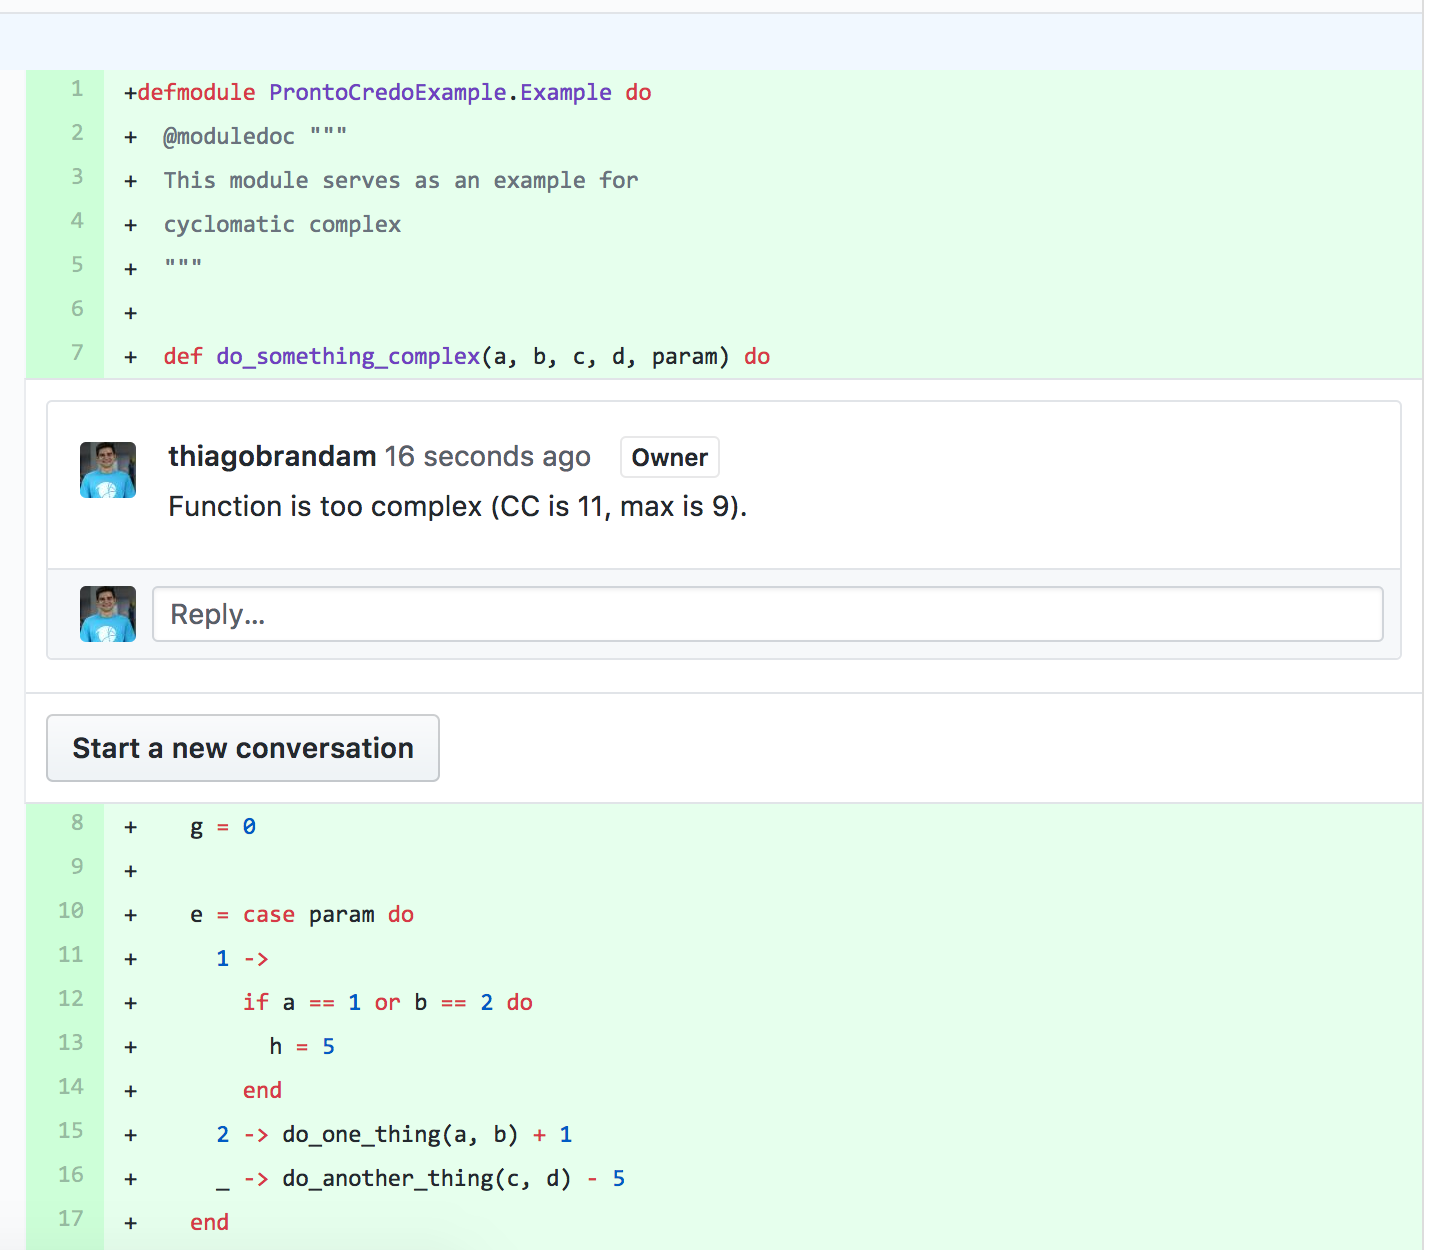 1 +defmodule ProntoCredoExample.Example do
2 +  @moduledoc """
3 +  This module serves as an example for
4 +  cyclomatic complex
5 +  """
6 +
7 +  def do_something_complex(a, b, c, d, param) do
thiagobrandam 16 seconds ago Owner
Function is too complex (CC is 11, max is 9).
Reply...
Start a new conversation
8 +    g = 0
9 +
10 +    e = case param do
11 +      1 ->
12 +        if a == 1 or b == 2 do
13 +          h = 5
14 +        end
15 +      2 -> do_one_thing(a, b) + 1
16 +      _ -> do_another_thing(c, d) - 5
17 +    end